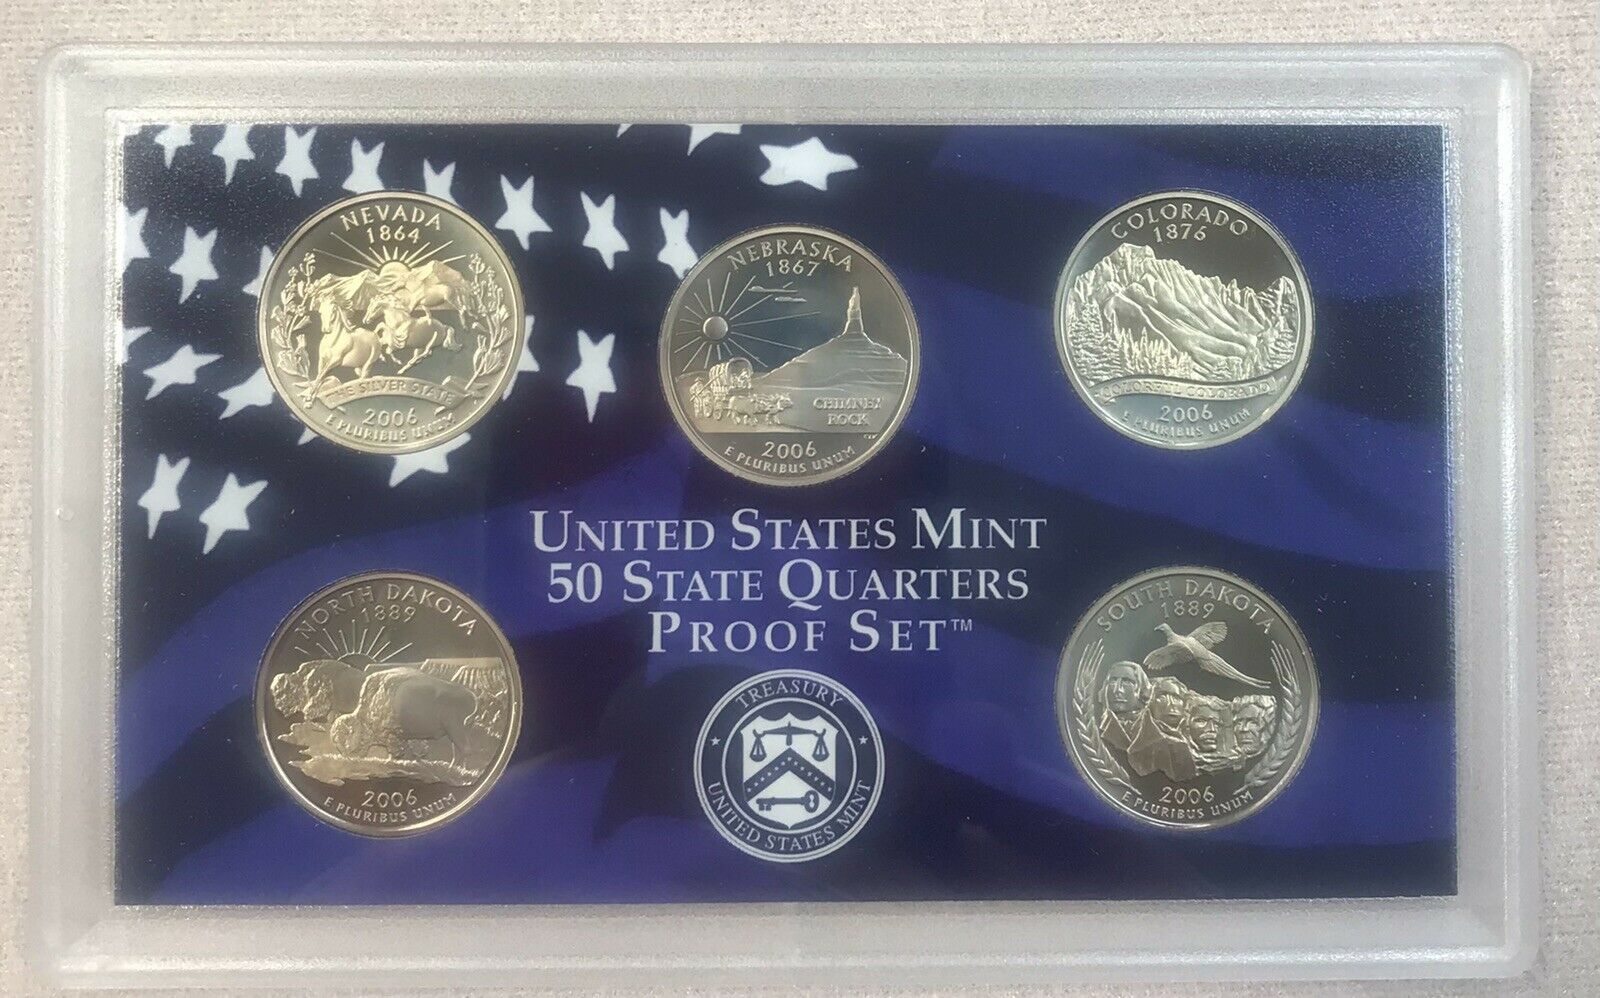 NEVADA
1864
THE SILVER STATE
2006
E PLURIBUS UNUM
NEBRASKA
1867
CHIMNEY
ROCK
2006
E PLURIBUS UNUM
COLORADO
1876
COLORFUL COLORADO
2006
E PLURIBUS UNUM
UNITED STATES MINT
50 STATE QUARTERS
PROOF SET™
NORTH DAKOTA
1889
2006
E PLURIBUS UNUM
TREASURY
UNITED STATES MINT
SOUTH DAKOTA
1889
2006
E PLURIBUS UNUM